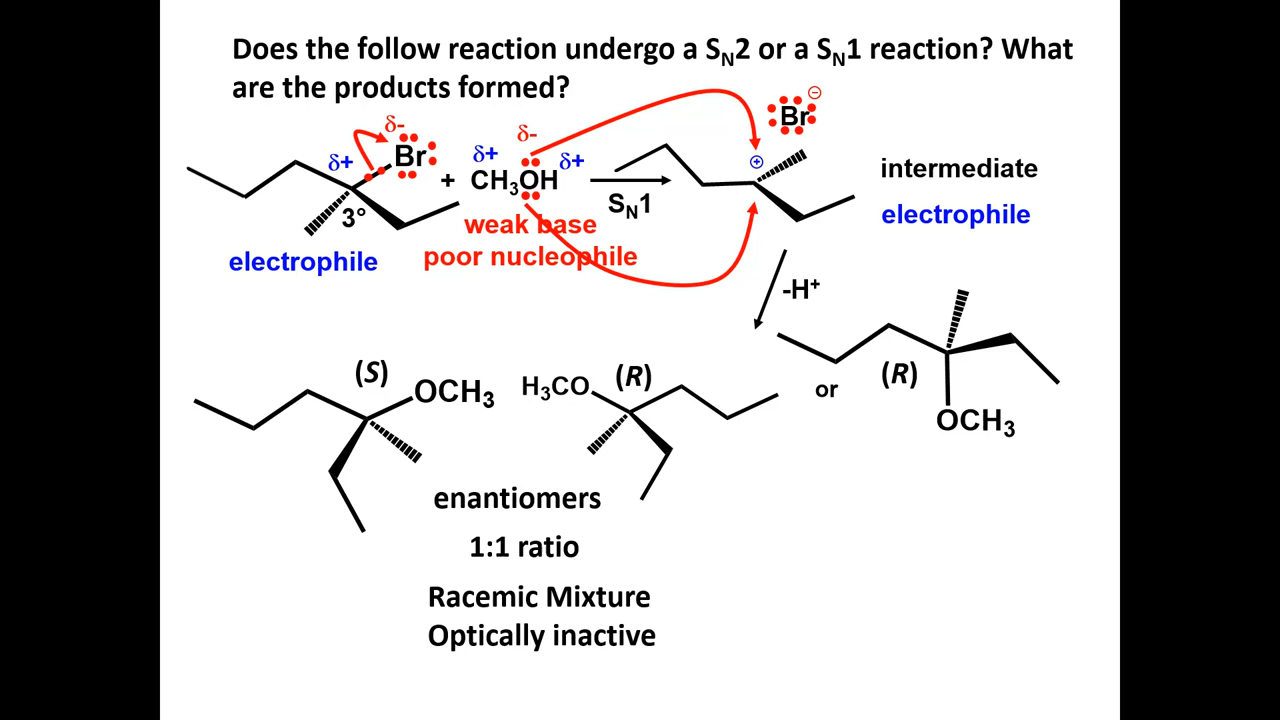 Does the follow reaction undergo a SN2 or a SN1 reaction? What
are the products formed?
Br ⊖
δ-
δ+
Br
3°
electrophile
+
δ-
δ+
δ+
CH3OH
weak base
poor nucleophile
SN1
⊕
intermediate
electrophile
-H+
(S)
OCH3
H3CO
(R)
or
(R)
OCH3
enantiomers
1:1 ratio
Racemic Mixture
Optically inactive